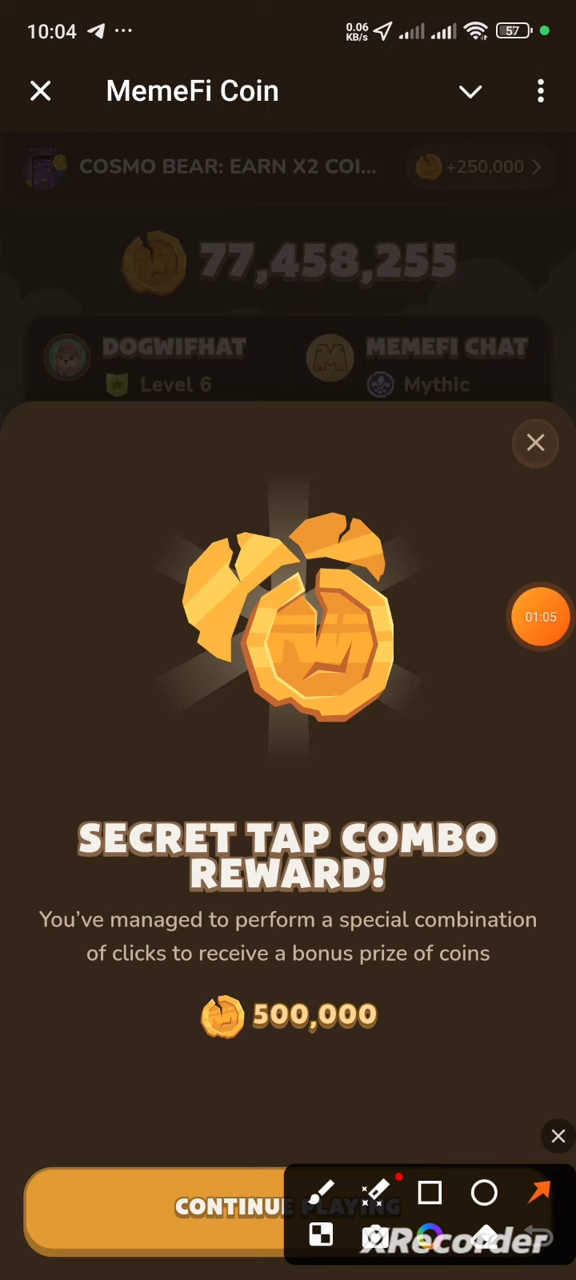 10:04 ... 0.06 KB/s 57
MemeFi Coin
COSMO BEAR: EARN X2 COI... +250,000
77,458,255
DOGWIFHAT MEMEFI CHAT
Level 6 Mythic
01:05
SECRET TAP COMBO
REWARD!
You've managed to perform a special combination
of clicks to receive a bonus prize of coins
500,000
CONTINUE PLAYING
XRecorder